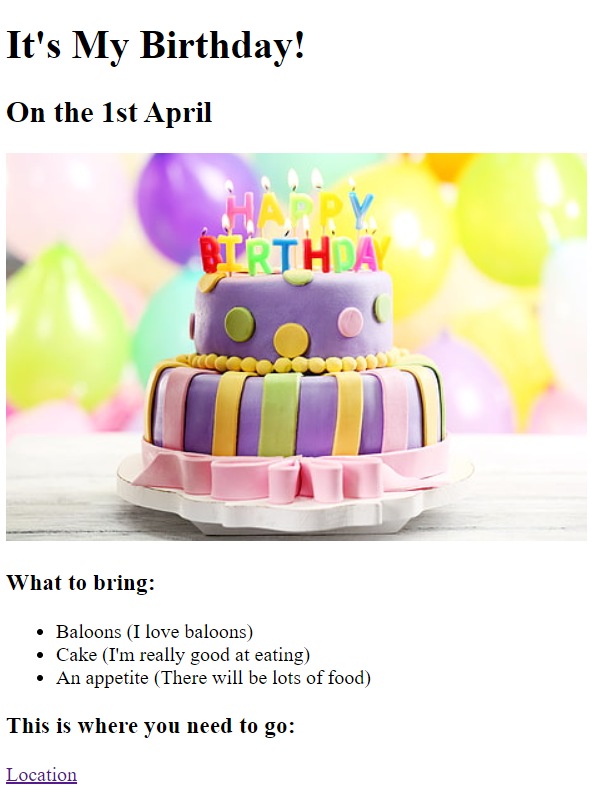 It's My Birthday!
On the 1st April
HAPPY
BIRTHDAY
What to bring:
Baloons (I love baloons)
Cake (I'm really good at eating)
An appetite (There will be lots of food)
This is where you need to go:
Location